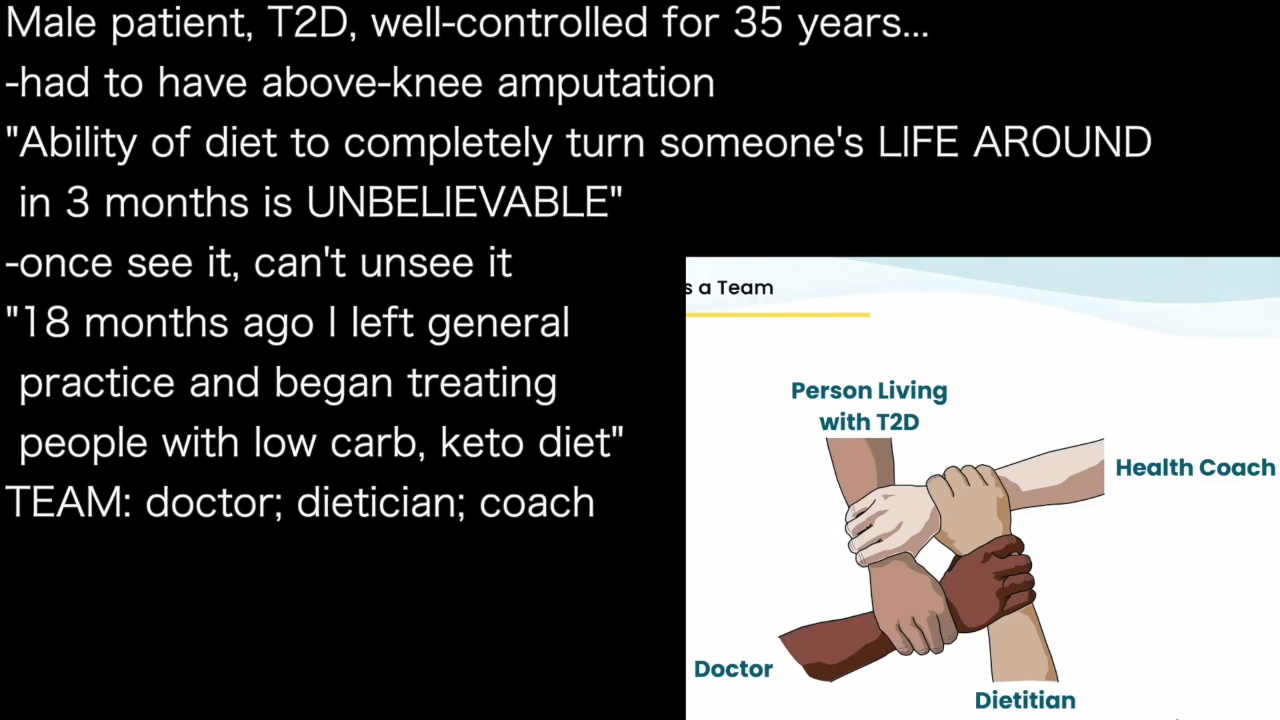 Male patient, T2D, well-controlled for 35 years...
-had to have above-knee amputation
"Ability of diet to completely turn someone's LIFE AROUND
in 3 months is UNBELIEVABLE"
-once see it, can't unsee it
"18 months ago I left general
practice and began treating
people with low carb, keto diet"
TEAM: doctor; dietician; coach
s a Team
Person Living
with T2D
Health Coach
Doctor
Dietitian